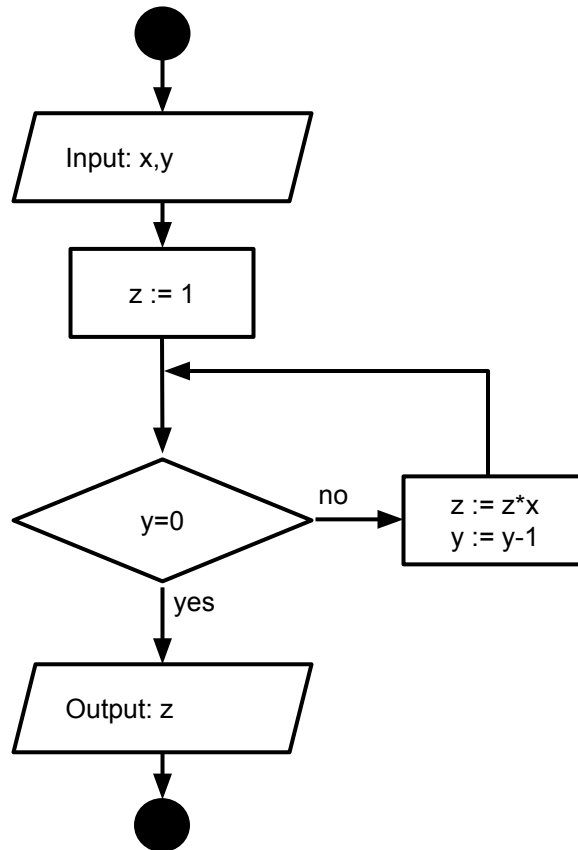 Input: x,y
z := 1
y=0
no
z := z*x
y := y-1
yes
Output: z